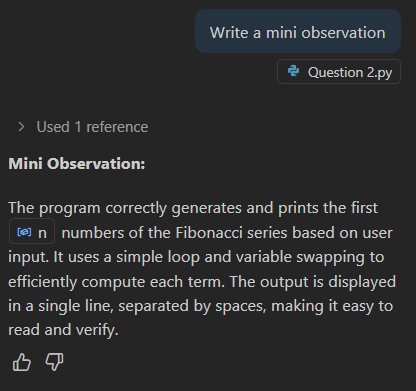 Write a mini observation
Question 2.py
Used 1 reference
Mini Observation:
The program correctly generates and prints the first
n numbers of the Fibonacci series based on user
input. It uses a simple loop and variable swapping to
efficiently compute each term. The output is displayed
in a single line, separated by spaces, making it easy to
read and verify.